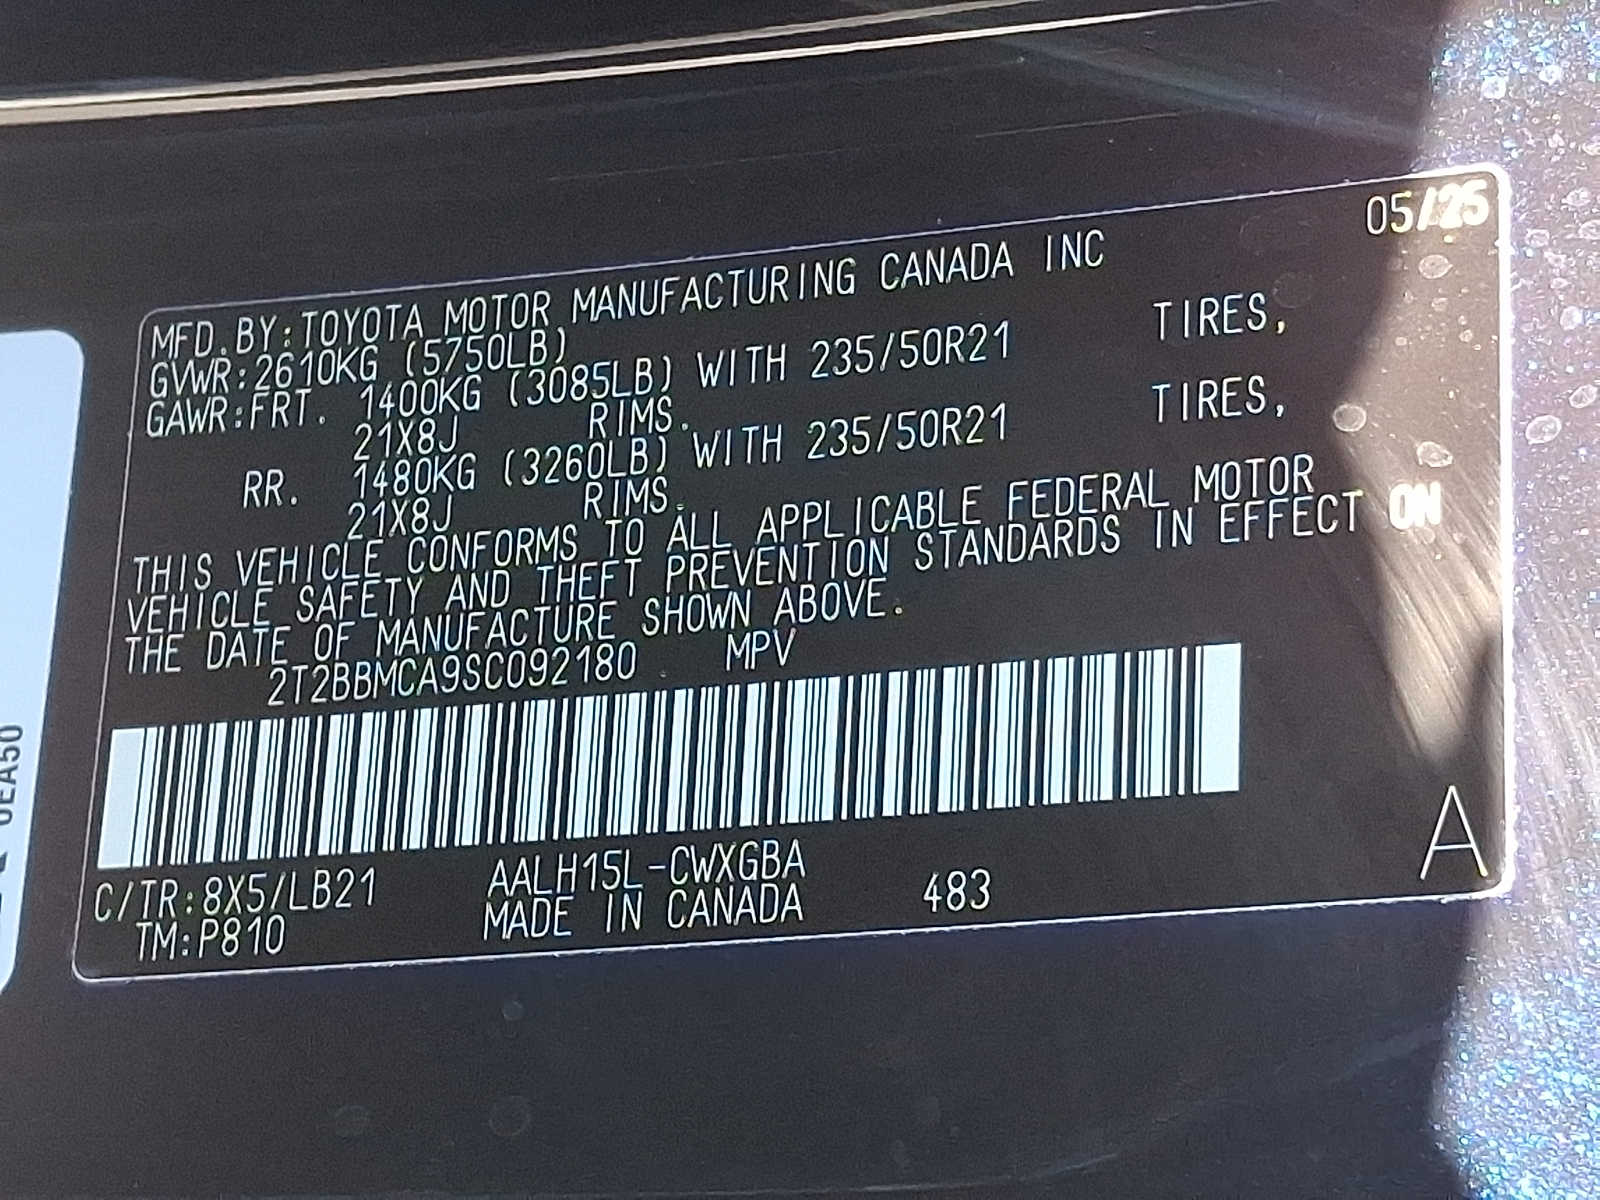 05/25
MFD.BY:TOYOTA MOTOR MANUFACTURING CANADA INC
GVWR:2610KG (5750LB)
GAWR:FRT. 1400KG (3085LB) WITH 235/50R21 TIRES,
21X8J RIMS.
RR. 1480KG (3260LB) WITH 235/50R21 TIRES,
21X8J RIMS.
THIS VEHICLE CONFORMS TO ALL APPLICABLE FEDERAL MOTOR
VEHICLE SAFETY AND THEFT PREVENTION STANDARDS IN EFFECT ON
THE DATE OF MANUFACTURE SHOWN ABOVE.
2T2BBMCA9SC092180 MPV
C/TR:8X5/LB21 AALH15L-CWXGBA
TM:P810 MADE IN CANADA 483
A
0EA50